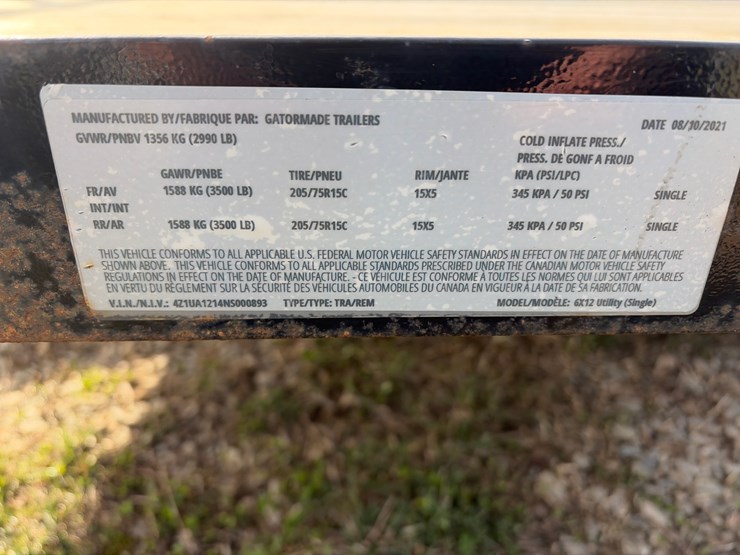 MANUFACTURED BY/FABRIQUE PAR: GATORMADE TRAILERS DATE 08/10/2021
GVWR/PNBV 1356 KG (2990 LB) COLD INFLATE PRESS./
PRESS. DE GONF A FROID
GAWR/PNBE TIRE/PNEU RIM/JANTE KPA (PSI/LPC)
FR/AV 1588 KG (3500 LB) 205/75R15C 15X5 345 KPA / 50 PSI SINGLE
INT/INT
RR/AR 1588 KG (3500 LB) 205/75R15C 15X5 345 KPA / 50 PSI SINGLE
THIS VEHICLE CONFORMS TO ALL APPLICABLE U.S. FEDERAL MOTOR VEHICLE SAFETY STANDARDS IN EFFECT ON THE DATE OF MANUFACTURE
SHOWN ABOVE. THIS VEHICLE CONFORMS TO ALL APPLICABLE STANDARDS PRESCRIBED UNDER THE CANADIAN MOTOR VEHICLE SAFETY
REGULATIONS IN EFFECT ON THE DATE OF MANUFACTURE. - CE VÉHICULE EST CONFORME À TOUTES LES NORMES QUI LUI SONT APPLICABLES
EN VERTU DU RÈGLEMENT SUR LA SÉCURITÉ DES VÉHICULES AUTOMOBILES DU CANADA EN VIGUEUR À LA DATE DE SA FABRICATION.
V.I.N./N.I.V.: 4Z1UA1214NS000893 TYPE/TYPE: TRA/REM MODEL/MODÈLE: 6X12 Utility (Single)